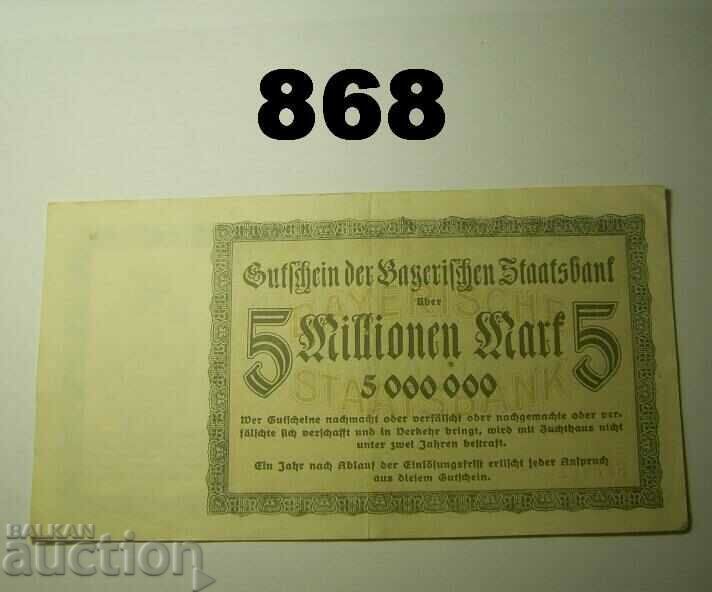 868
Gutschein der Bayerischen Staatsbank
über
5 Millionen Mark 5
5 000 000
BAYERISCHE
STAATSBANK
Wer Gutscheine nachmacht oder verfälscht oder nachgemachte oder ver-
fälschte sich verschafft und in Verkehr bringt, wird mit Zuchthaus nicht
unter zwei Jahren bestraft.
Ein Jahr nach Ablauf der Einlösungsfrist erlischt jeder Anspruch
aus diesem Gutschein.
BALKAN
auction